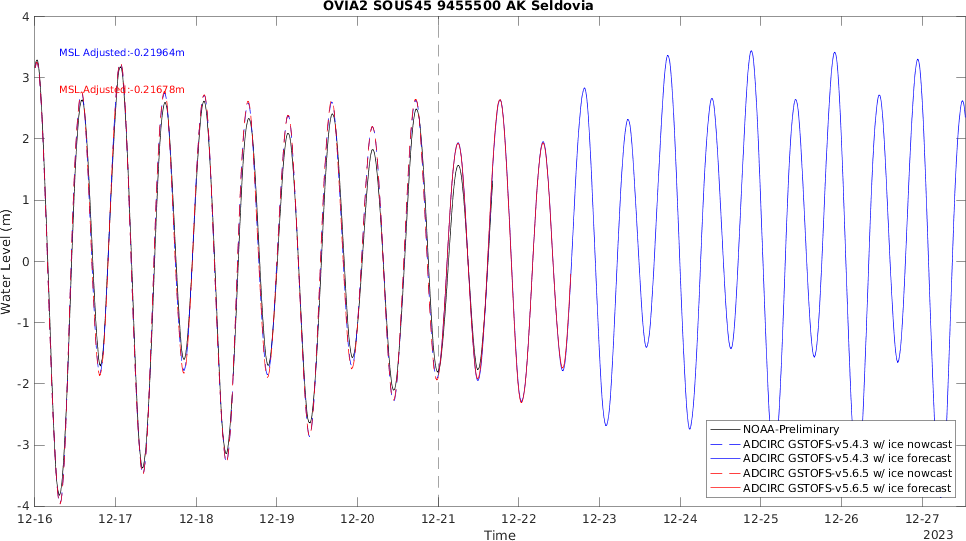 OVIA2 SOUS45 9455500 AK Seldovia
4
3
2
1
0
-1
-2
-3
-4
Water Level (m)
MSL Adjusted:-0.21964m
MSL Adjusted:-0.21678m
NOAA-Preliminary
ADCIRC GSTOFS-v5.4.3 w/ ice nowcast
ADCIRC GSTOFS-v5.4.3 w/ ice forecast
ADCIRC GSTOFS-v5.6.5 w/ ice nowcast
ADCIRC GSTOFS-v5.6.5 w/ ice forecast
12-16 12-17 12-18 12-19 12-20 12-21 12-22 12-23 12-24 12-25 12-26 12-27
Time
2023